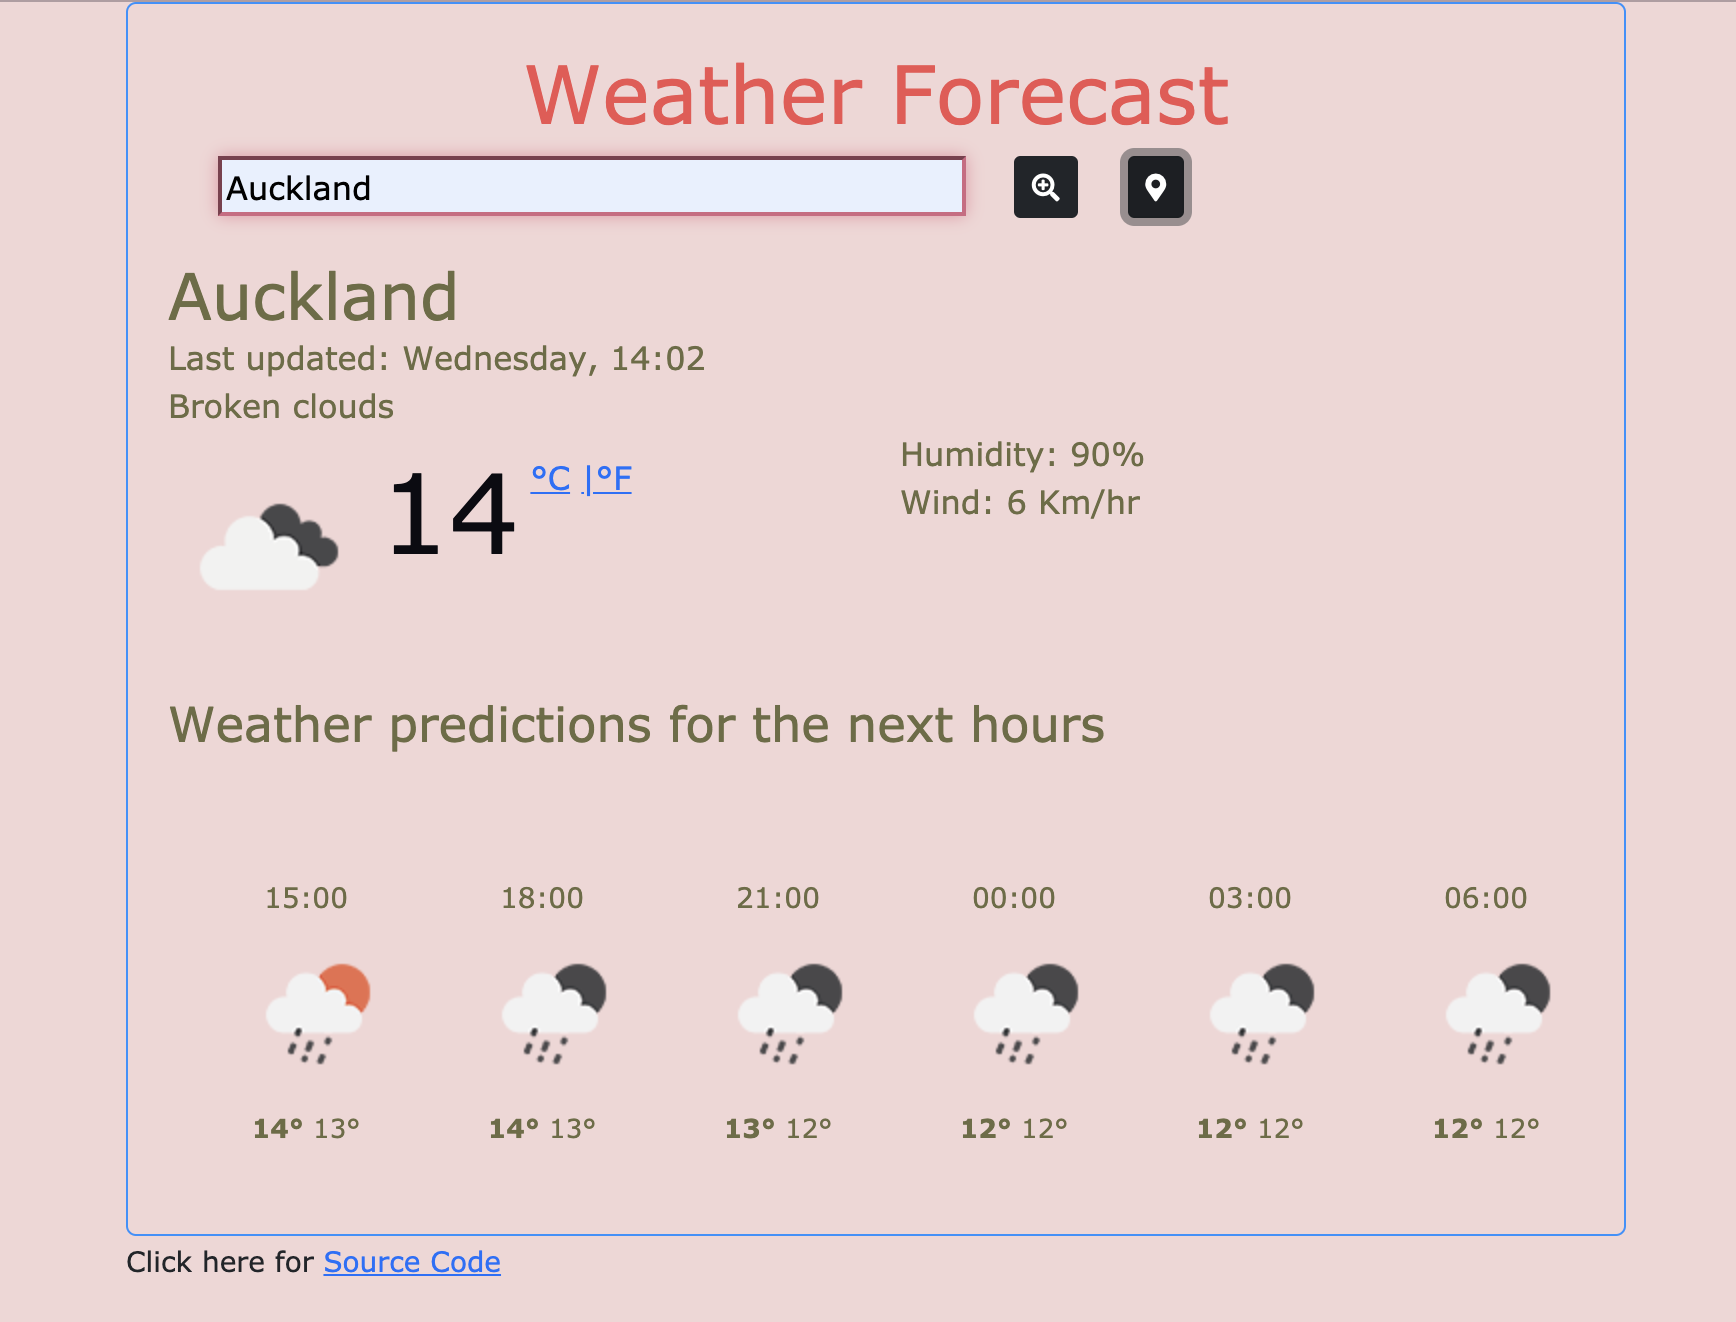 Weather Forecast
Auckland
Auckland
Last updated: Wednesday, 14:02
Broken clouds
14 °C |°F
Humidity: 90%
Wind: 6 Km/hr
Weather predictions for the next hours
15:00 18:00 21:00 00:00 03:00 06:00
14° 13° 14° 13° 13° 12° 12° 12° 12° 12° 12° 12°
Click here for Source Code